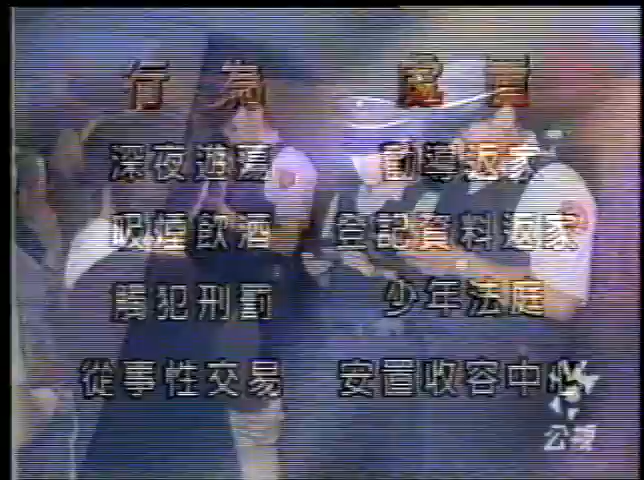 行為 處置
深夜遊蕩 勸導返家
吸煙飲酒 登記資料返家
觸犯刑罰 少年法庭
從事性交易 安置收容中心
公視